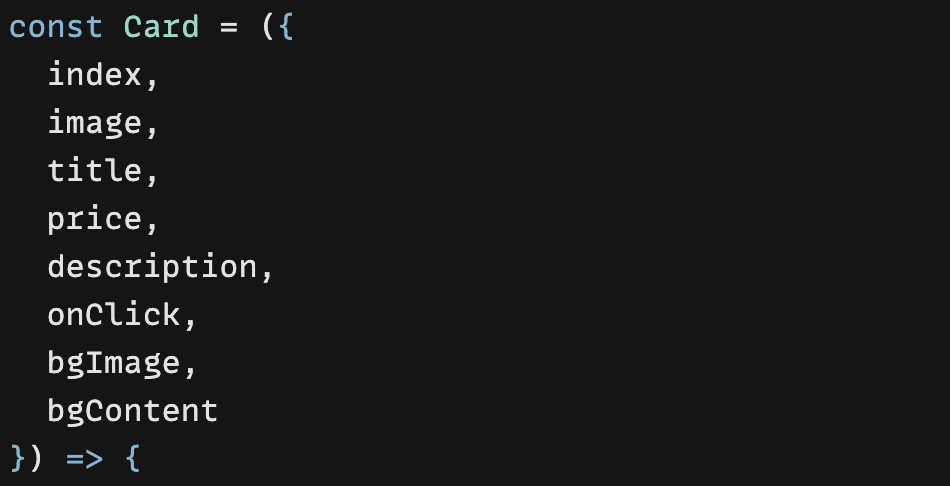 const Card = ({
  index,
  image,
  title,
  price,
  description,
  onClick,
  bgImage,
  bgContent
}) => {